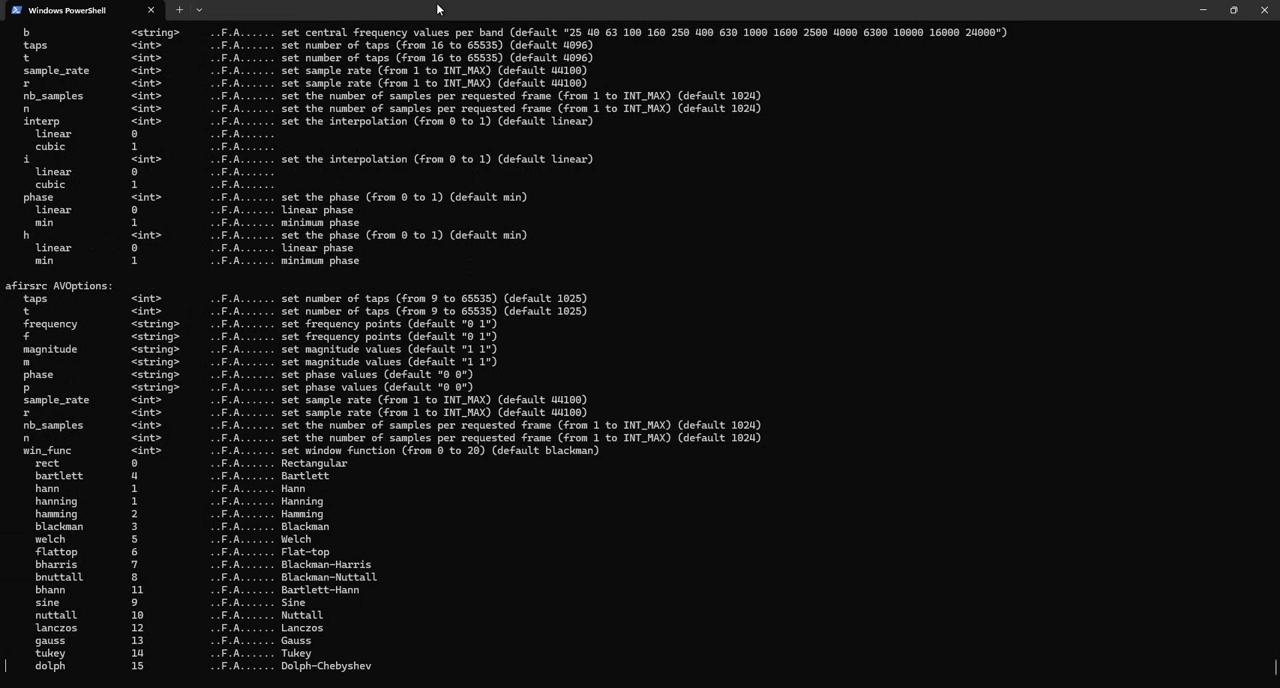 Windows PowerShell
b <string> ..F.A...... set central frequency values per band (default "25 40 63 100 160 250 400 630 1000 1600 2500 4000 6300 10000 16000 24000")
taps <int> ..F.A...... set number of taps (from 16 to 65535) (default 4096)
t <int> ..F.A...... set number of taps (from 16 to 65535) (default 4096)
sample_rate <int> ..F.A...... set sample rate (from 1 to INT_MAX) (default 44100)
r <int> ..F.A...... set sample rate (from 1 to INT_MAX) (default 44100)
nb_samples <int> ..F.A...... set the number of samples per requested frame (from 1 to INT_MAX) (default 1024)
n <int> ..F.A...... set the number of samples per requested frame (from 1 to INT_MAX) (default 1024)
interp <int> ..F.A...... set the interpolation (from 0 to 1) (default linear)
linear 0 ..F.A......
cubic 1 ..F.A......
i <int> ..F.A...... set the interpolation (from 0 to 1) (default linear)
linear 0 ..F.A......
cubic 1 ..F.A......
phase <int> ..F.A...... set the phase (from 0 to 1) (default min)
linear 0 ..F.A...... linear phase
min 1 ..F.A...... minimum phase
h <int> ..F.A...... set the phase (from 0 to 1) (default min)
linear 0 ..F.A...... linear phase
min 1 ..F.A...... minimum phase
afirsrc AVOptions:
taps <int> ..F.A...... set number of taps (from 9 to 65535) (default 1025)
t <int> ..F.A...... set number of taps (from 9 to 65535) (default 1025)
frequency <string> ..F.A...... set frequency points (default "0 1")
f <string> ..F.A...... set frequency points (default "0 1")
magnitude <string> ..F.A...... set magnitude values (default "1 1")
m <string> ..F.A...... set magnitude values (default "1 1")
phase <string> ..F.A...... set phase values (default "0 0")
p <string> ..F.A...... set phase values (default "0 0")
sample_rate <int> ..F.A...... set sample rate (from 1 to INT_MAX) (default 44100)
r <int> ..F.A...... set sample rate (from 1 to INT_MAX) (default 44100)
nb_samples <int> ..F.A...... set the number of samples per requested frame (from 1 to INT_MAX) (default 1024)
n <int> ..F.A...... set the number of samples per requested frame (from 1 to INT_MAX) (default 1024)
win_func <int> ..F.A...... set window function (from 0 to 20) (default blackman)
rect 0 ..F.A...... Rectangular
bartlett 4 ..F.A...... Bartlett
hann 1 ..F.A...... Hann
hanning 1 ..F.A...... Hanning
hamming 2 ..F.A...... Hamming
blackman 3 ..F.A...... Blackman
welch 5 ..F.A...... Welch
flattop 6 ..F.A...... Flat-top
bharris 7 ..F.A...... Blackman-Harris
bnuttall 8 ..F.A...... Blackman-Nuttall
bhann 11 ..F.A...... Bartlett-Hann
sine 9 ..F.A...... Sine
nuttall 10 ..F.A...... Nuttall
lanczos 12 ..F.A...... Lanczos
gauss 13 ..F.A...... Gauss
tukey 14 ..F.A...... Tukey
dolph 15 ..F.A...... Dolph-Chebyshev